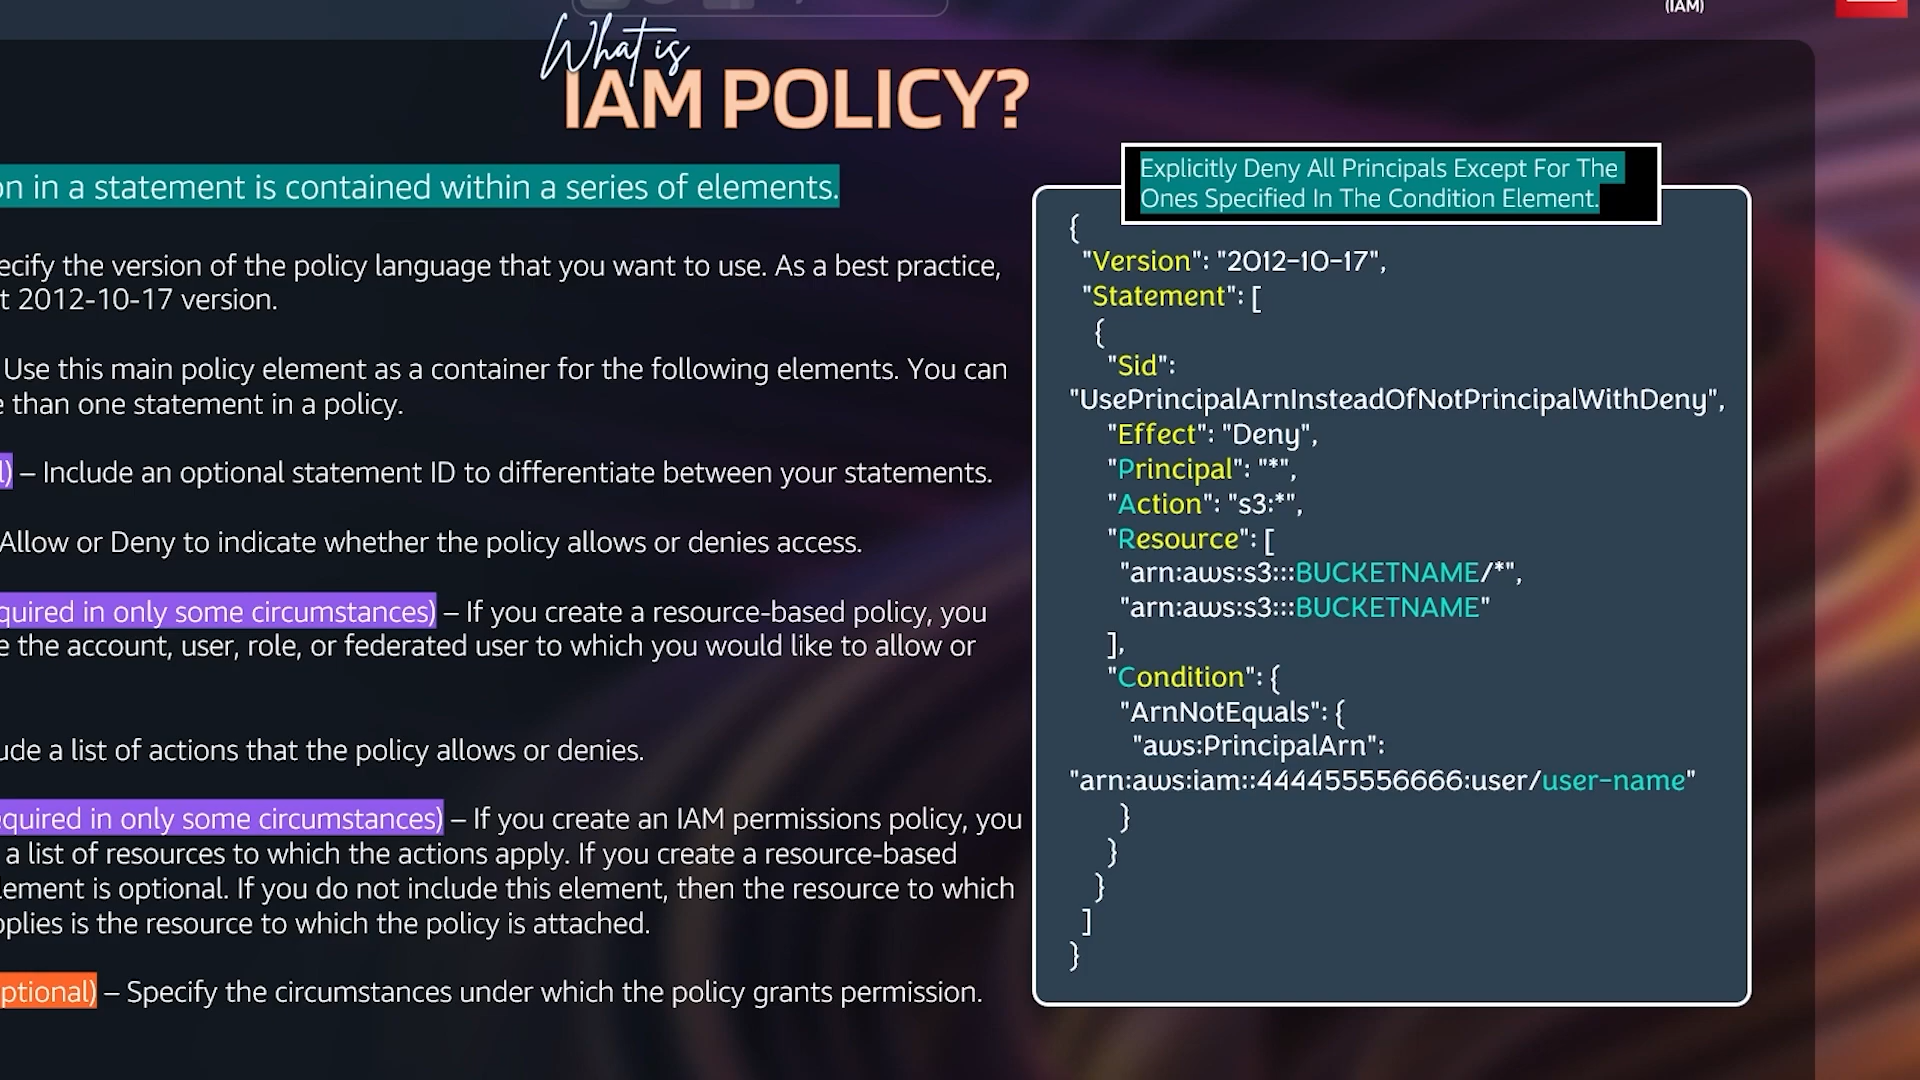 (IAM)
What is
IAM POLICY?
on in a statement is contained within a series of elements.
ecify the version of the policy language that you want to use. As a best practice,
t 2012-10-17 version.
Use this main policy element as a container for the following elements. You can
e than one statement in a policy.
l) – Include an optional statement ID to differentiate between your statements.
Allow or Deny to indicate whether the policy allows or denies access.
quired in only some circumstances) – If you create a resource-based policy, you
e the account, user, role, or federated user to which you would like to allow or
ude a list of actions that the policy allows or denies.
equired in only some circumstances) – If you create an IAM permissions policy, you
a list of resources to which the actions apply. If you create a resource-based
lement is optional. If you do not include this element, then the resource to which
pplies is the resource to which the policy is attached.
ptional) – Specify the circumstances under which the policy grants permission.
Explicitly Deny All Principals Except For The
Ones Specified In The Condition Element.
{
"Version": "2012-10-17",
"Statement": [
{
"Sid":
"UsePrincipalArnInsteadOfNotPrincipalWithDeny",
"Effect": "Deny",
"Principal": "*",
"Action": "s3:*",
"Resource": [
"arn:aws:s3:::BUCKETNAME/*",
"arn:aws:s3:::BUCKETNAME"
],
"Condition": {
"ArnNotEquals": {
"aws:PrincipalArn":
"arn:aws:iam::444455556666:user/user-name"
}
}
}
]
}